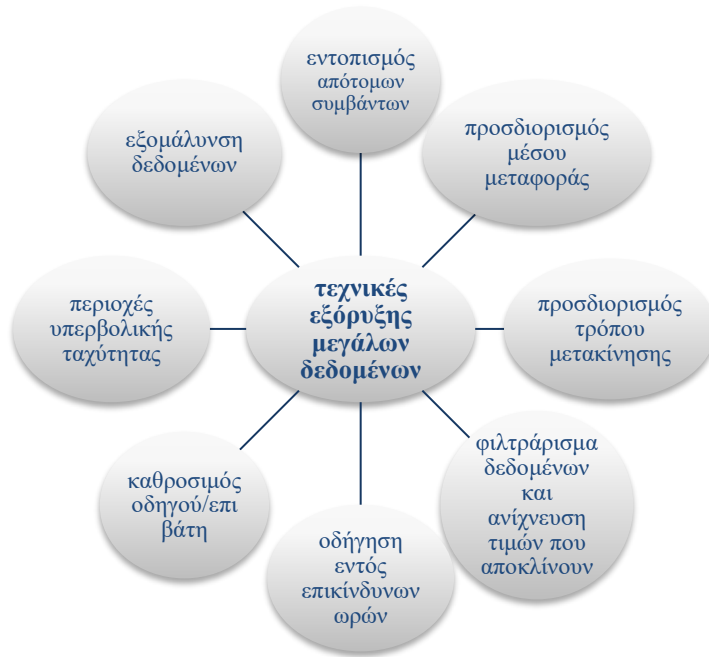 εντοπισμός
απότομων
συμβάντων
προσδιορισμός
μέσου
μεταφοράς
προσδιορισμός
τρόπου
μετακίνησης
φιλτράρισμα
δεδομένων
και
ανίχνευση
τιμών που
αποκλίνουν
οδήγηση
εντός
επικίνδυνων
ωρών
καθροσιμός
οδηγού/επι
βάτη
περιοχές
υπερβολικής
ταχύτητας
εξομάλυνση
δεδομένων
τεχνικές
εξόρυξης
μεγάλων
δεδομένων